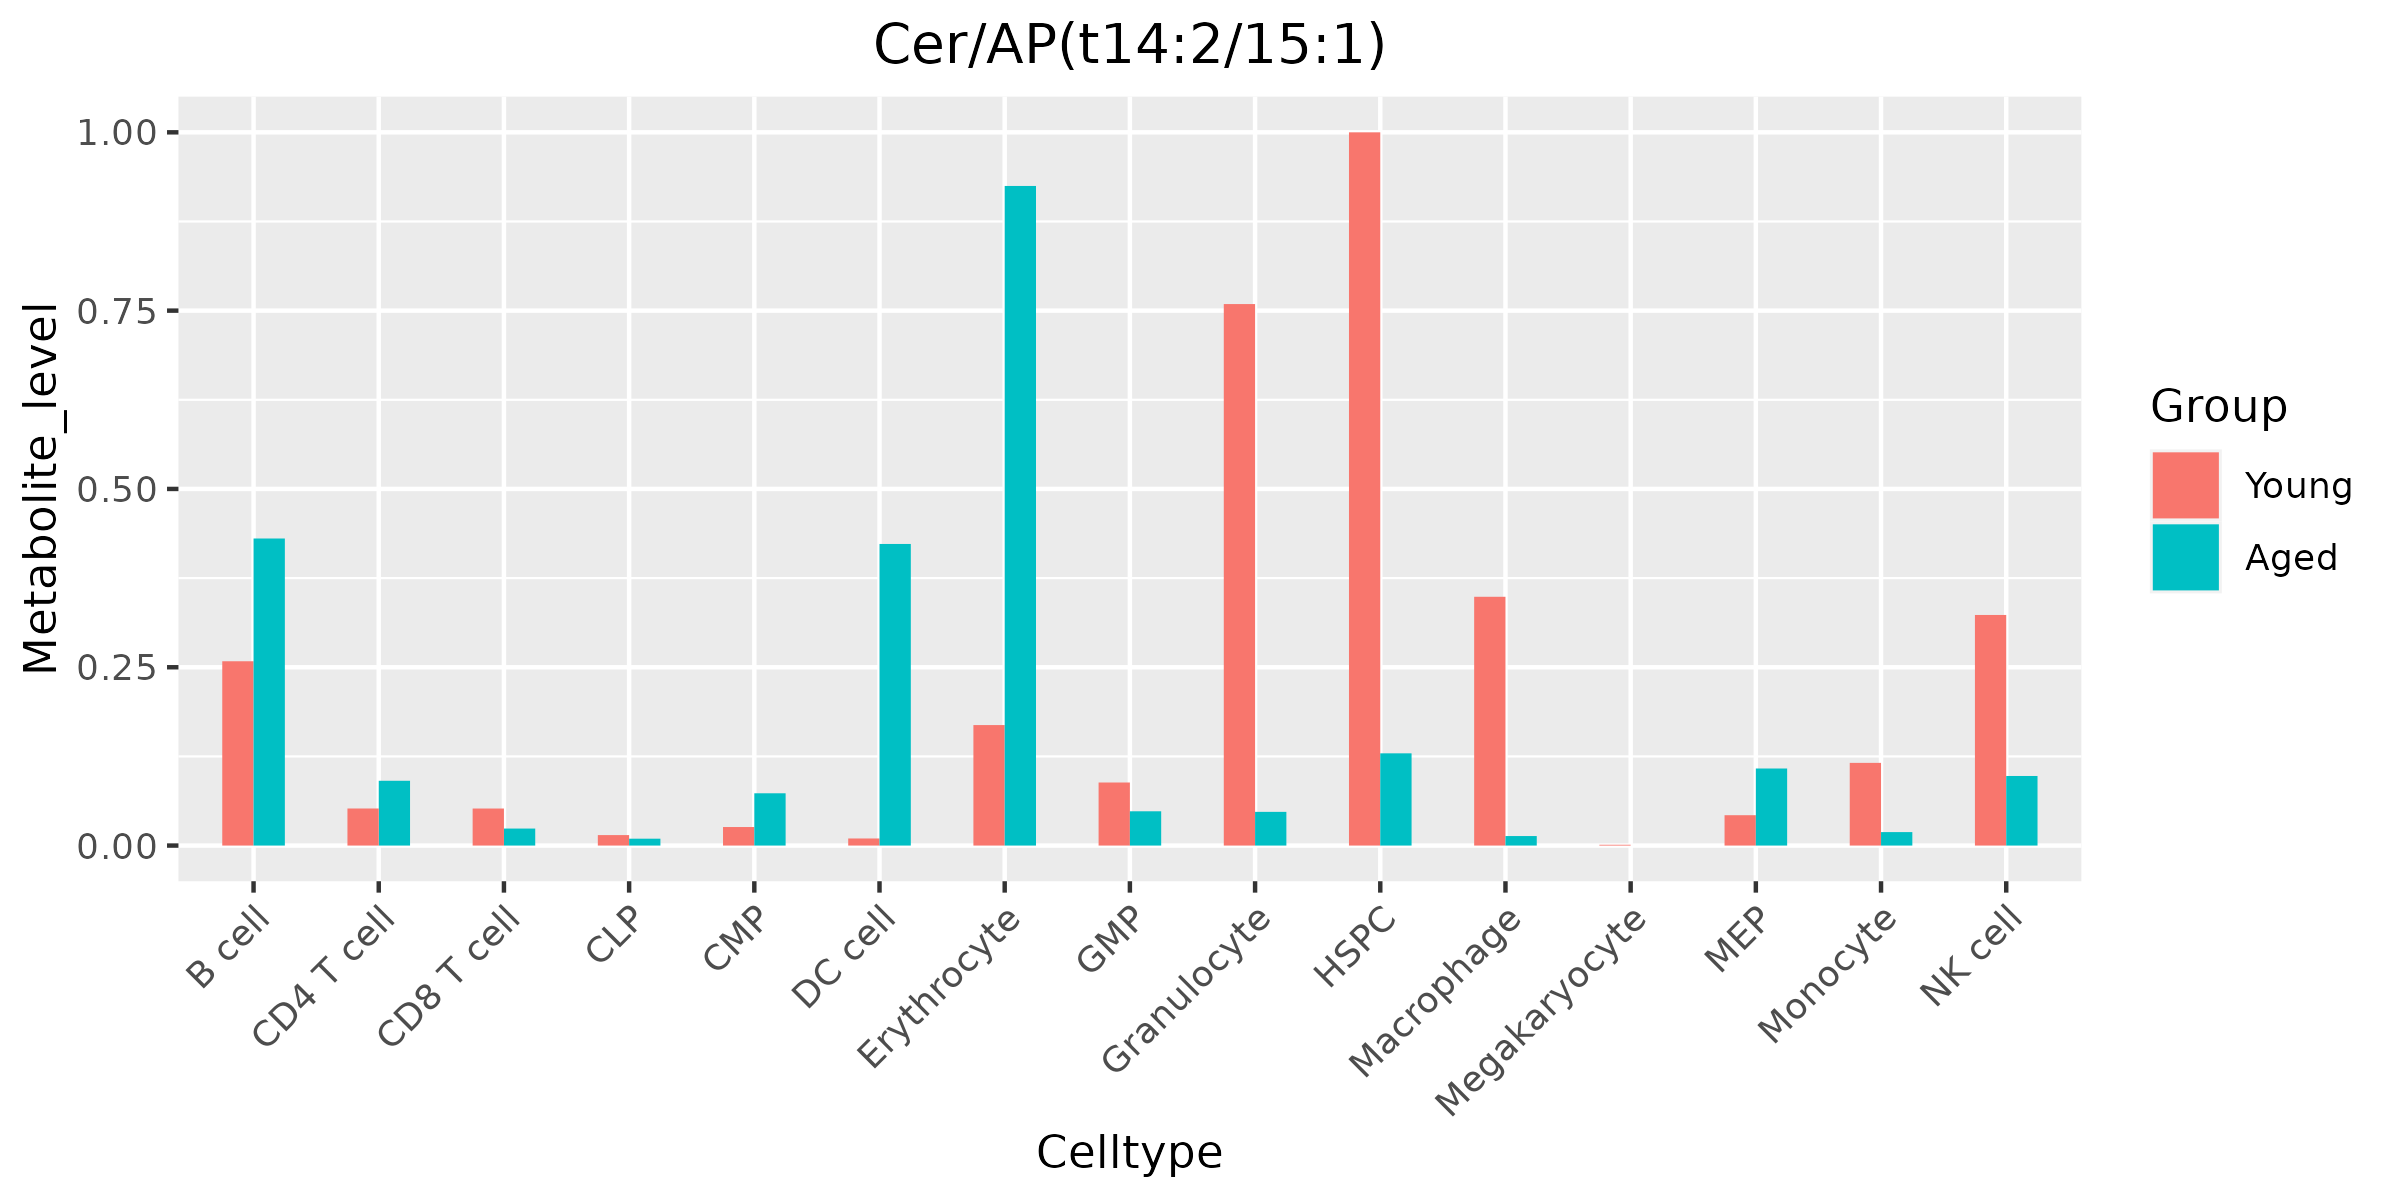 Cer/AP(t14:2/15:1)
Metabolite_level
1.00
0.75
0.50
0.25
0.00
B cell
CD4 T cell
CD8 T cell
CLP
CMP
DC cell
Erythrocyte
GMP
Granulocyte
HSPC
Macrophage
Megakaryocyte
MEP
Monocyte
NK cell
Celltype
Group
Young
Aged